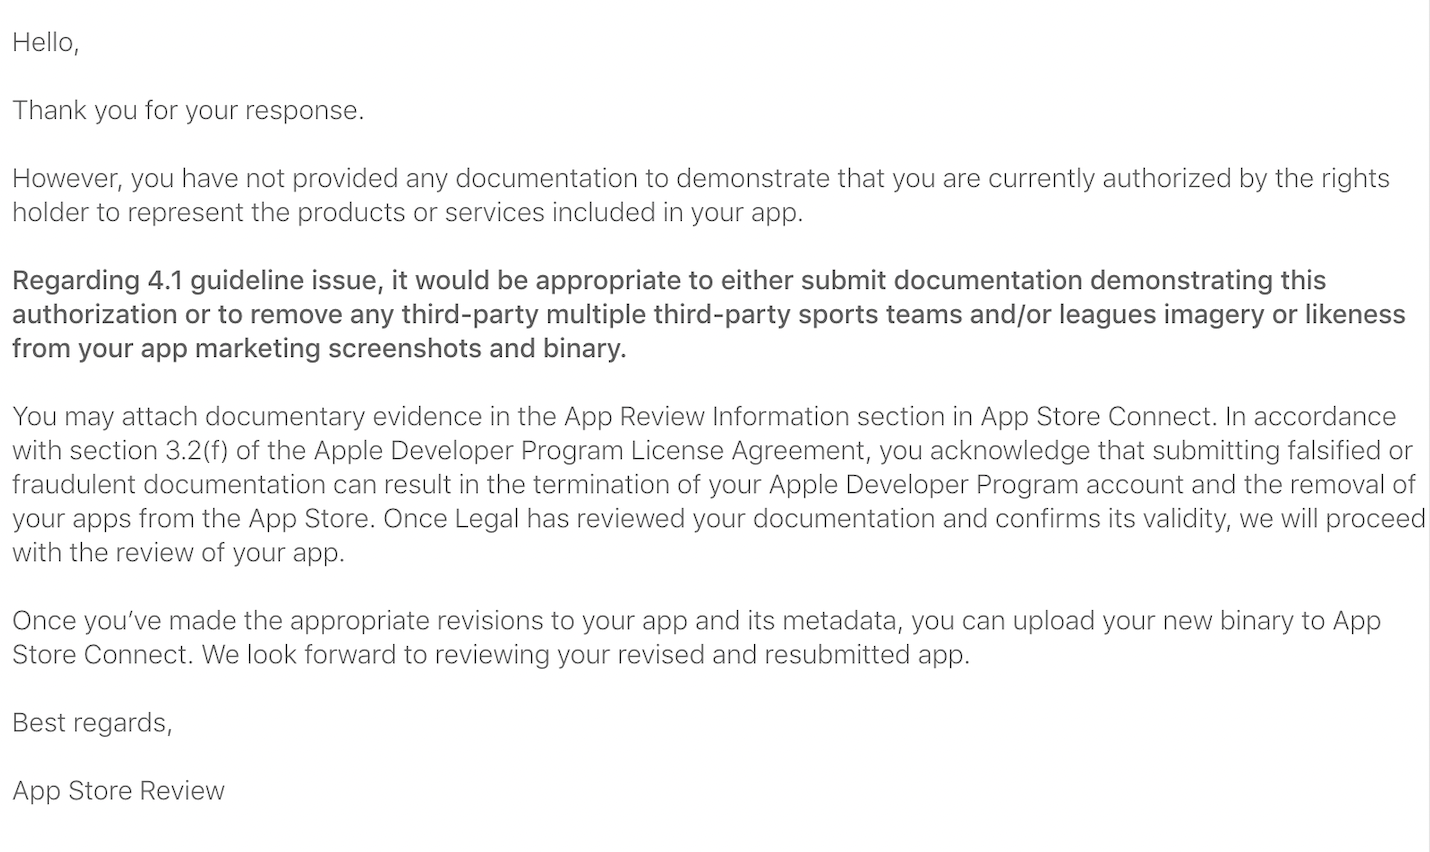 Hello,
Thank you for your response.
However, you have not provided any documentation to demonstrate that you are currently authorized by the rights
holder to represent the products or services included in your app.
Regarding 4.1 guideline issue, it would be appropriate to either submit documentation demonstrating this
authorization or to remove any third-party multiple third-party sports teams and/or leagues imagery or likeness
from your app marketing screenshots and binary.
You may attach documentary evidence in the App Review Information section in App Store Connect. In accordance
with section 3.2(f) of the Apple Developer Program License Agreement, you acknowledge that submitting falsified or
fraudulent documentation can result in the termination of your Apple Developer Program account and the removal of
your apps from the App Store. Once Legal has reviewed your documentation and confirms its validity, we will proceed
with the review of your app.
Once you’ve made the appropriate revisions to your app and its metadata, you can upload your new binary to App
Store Connect. We look forward to reviewing your revised and resubmitted app.
Best regards,
App Store Review